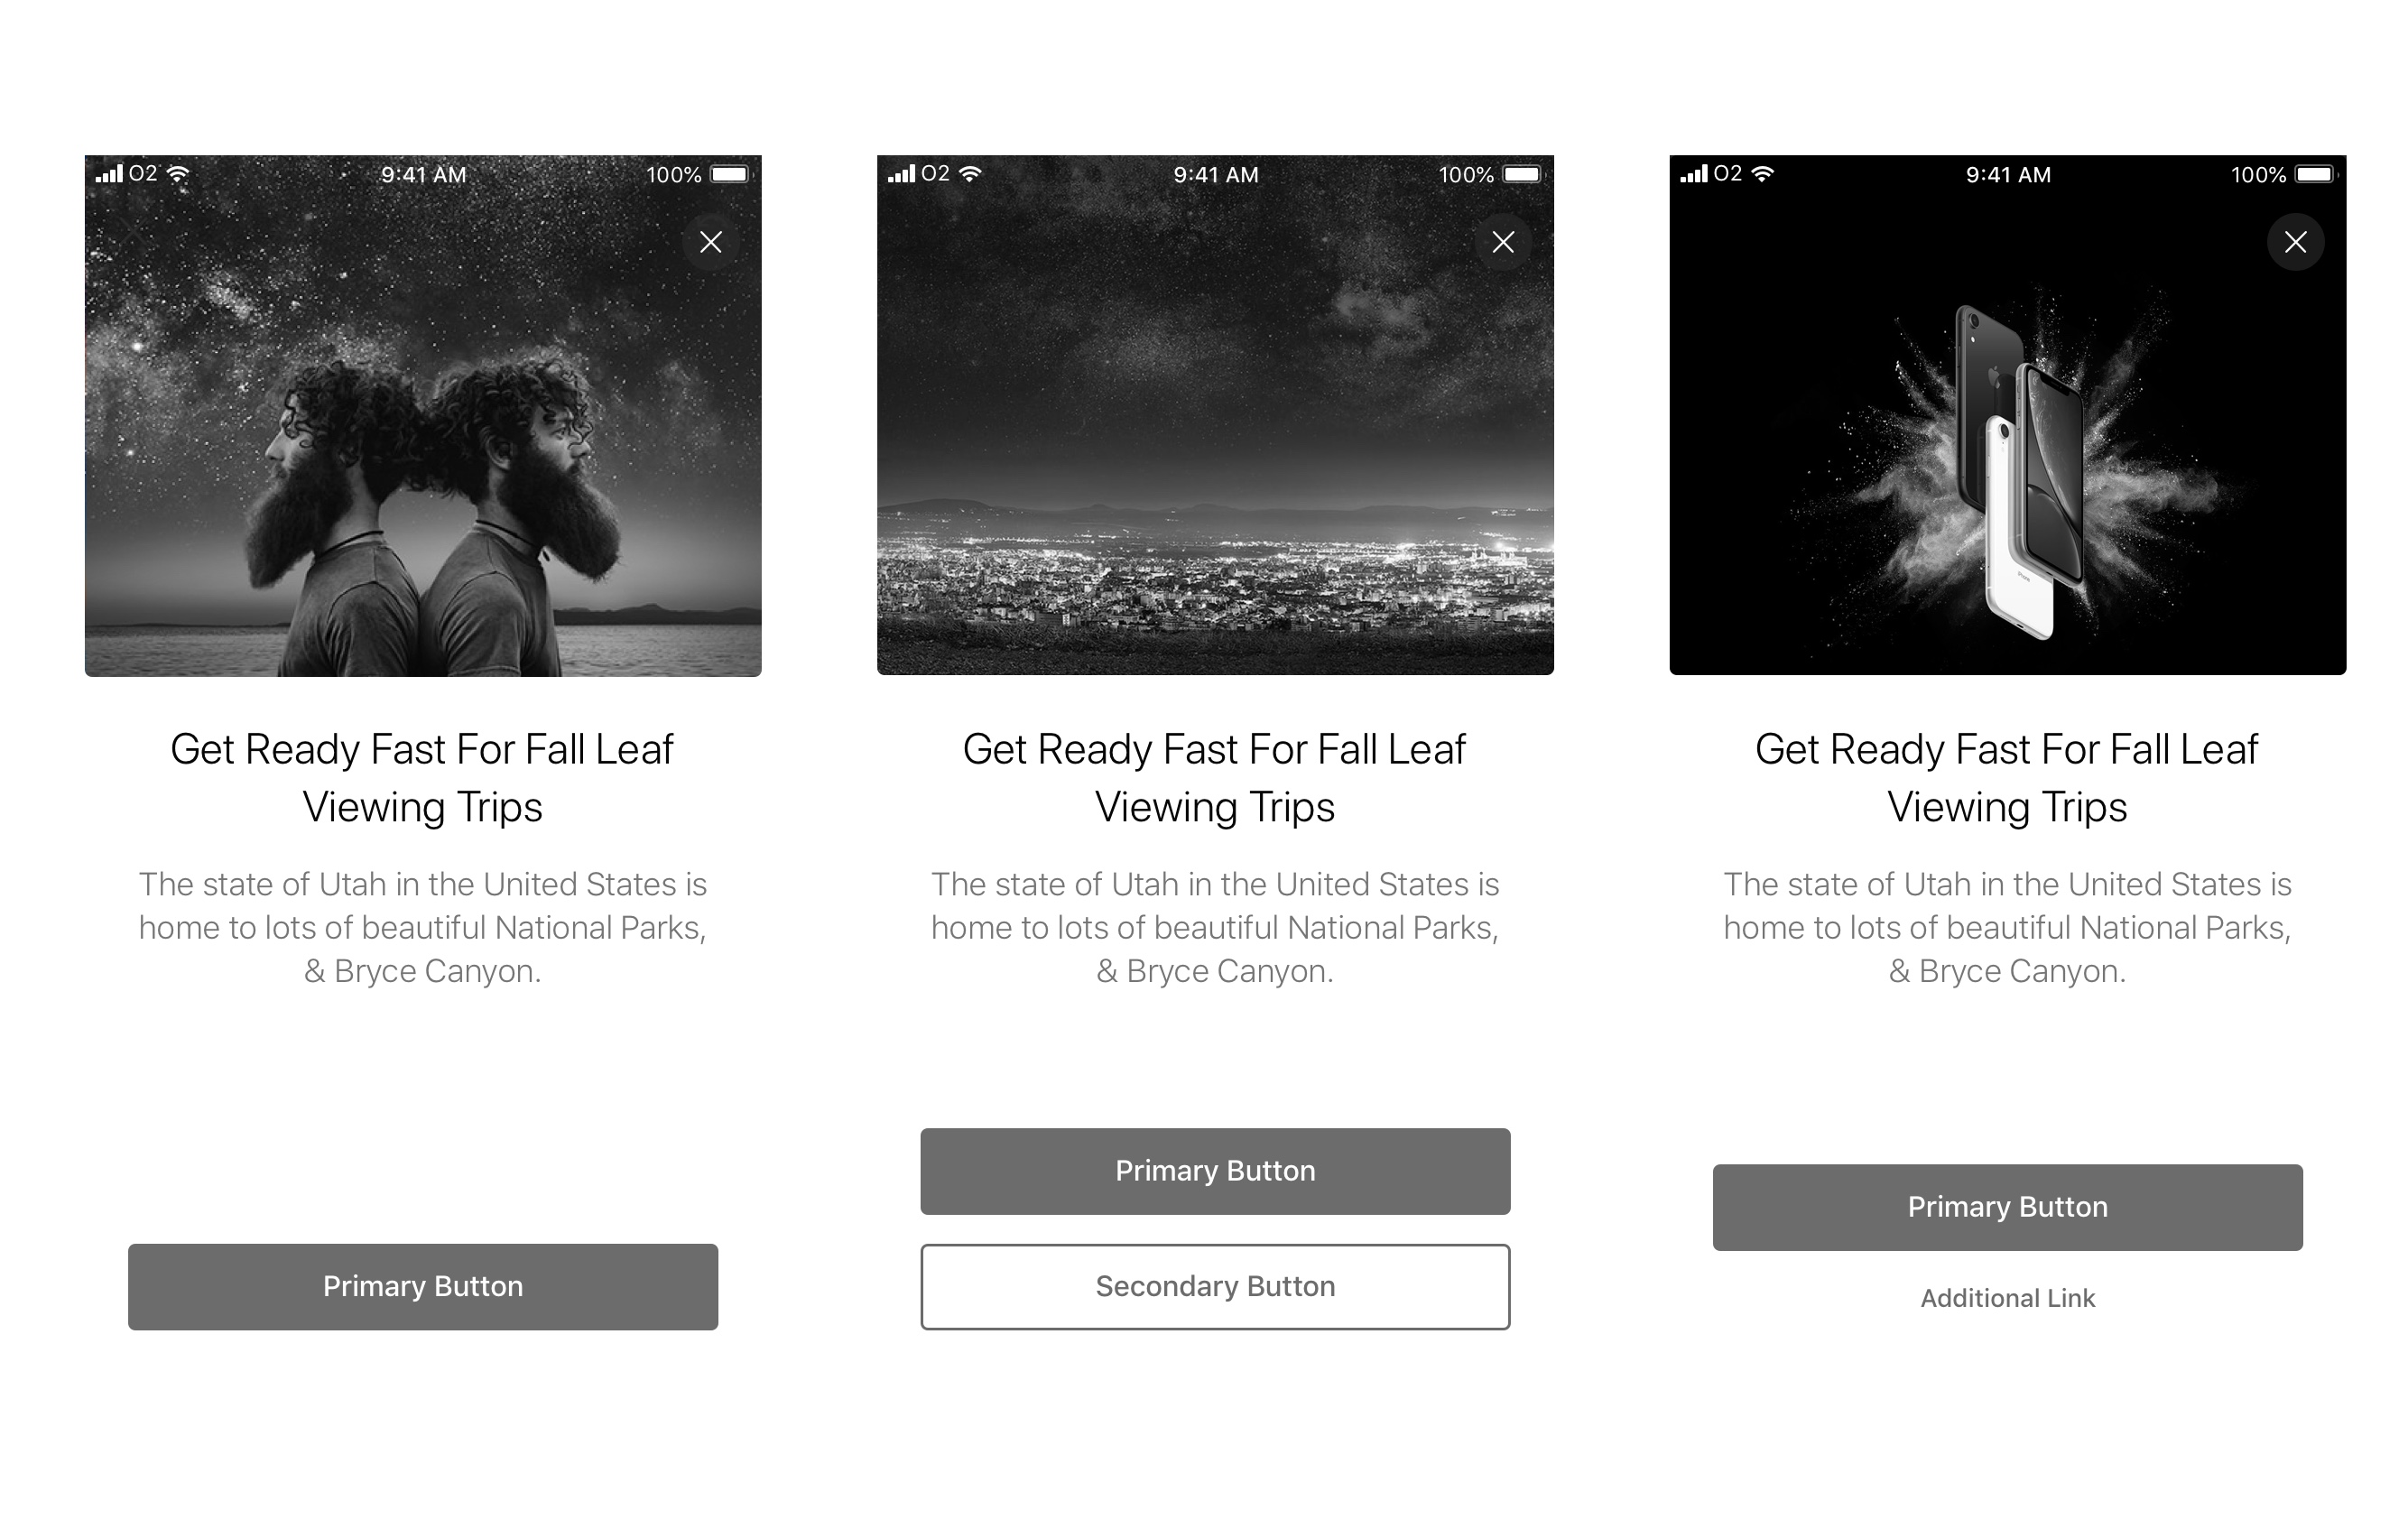 O2 9:41 AM 100%
Get Ready Fast For Fall Leaf
Viewing Trips
The state of Utah in the United States is
home to lots of beautiful National Parks,
& Bryce Canyon.
Primary Button
O2 9:41 AM 100%
Get Ready Fast For Fall Leaf
Viewing Trips
The state of Utah in the United States is
home to lots of beautiful National Parks,
& Bryce Canyon.
Primary Button
Secondary Button
O2 9:41 AM 100%
iPhone
Get Ready Fast For Fall Leaf
Viewing Trips
The state of Utah in the United States is
home to lots of beautiful National Parks,
& Bryce Canyon.
Primary Button
Additional Link